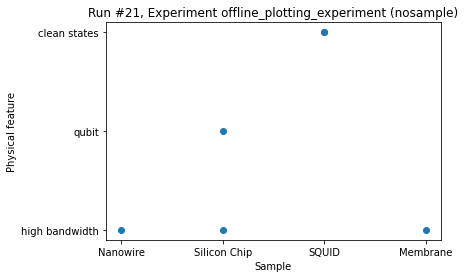 Run #21, Experiment offline_plotting_experiment (nosample)
clean states
qubit
high bandwidth
Physical feature
Nanowire Silicon Chip SQUID Membrane
Sample